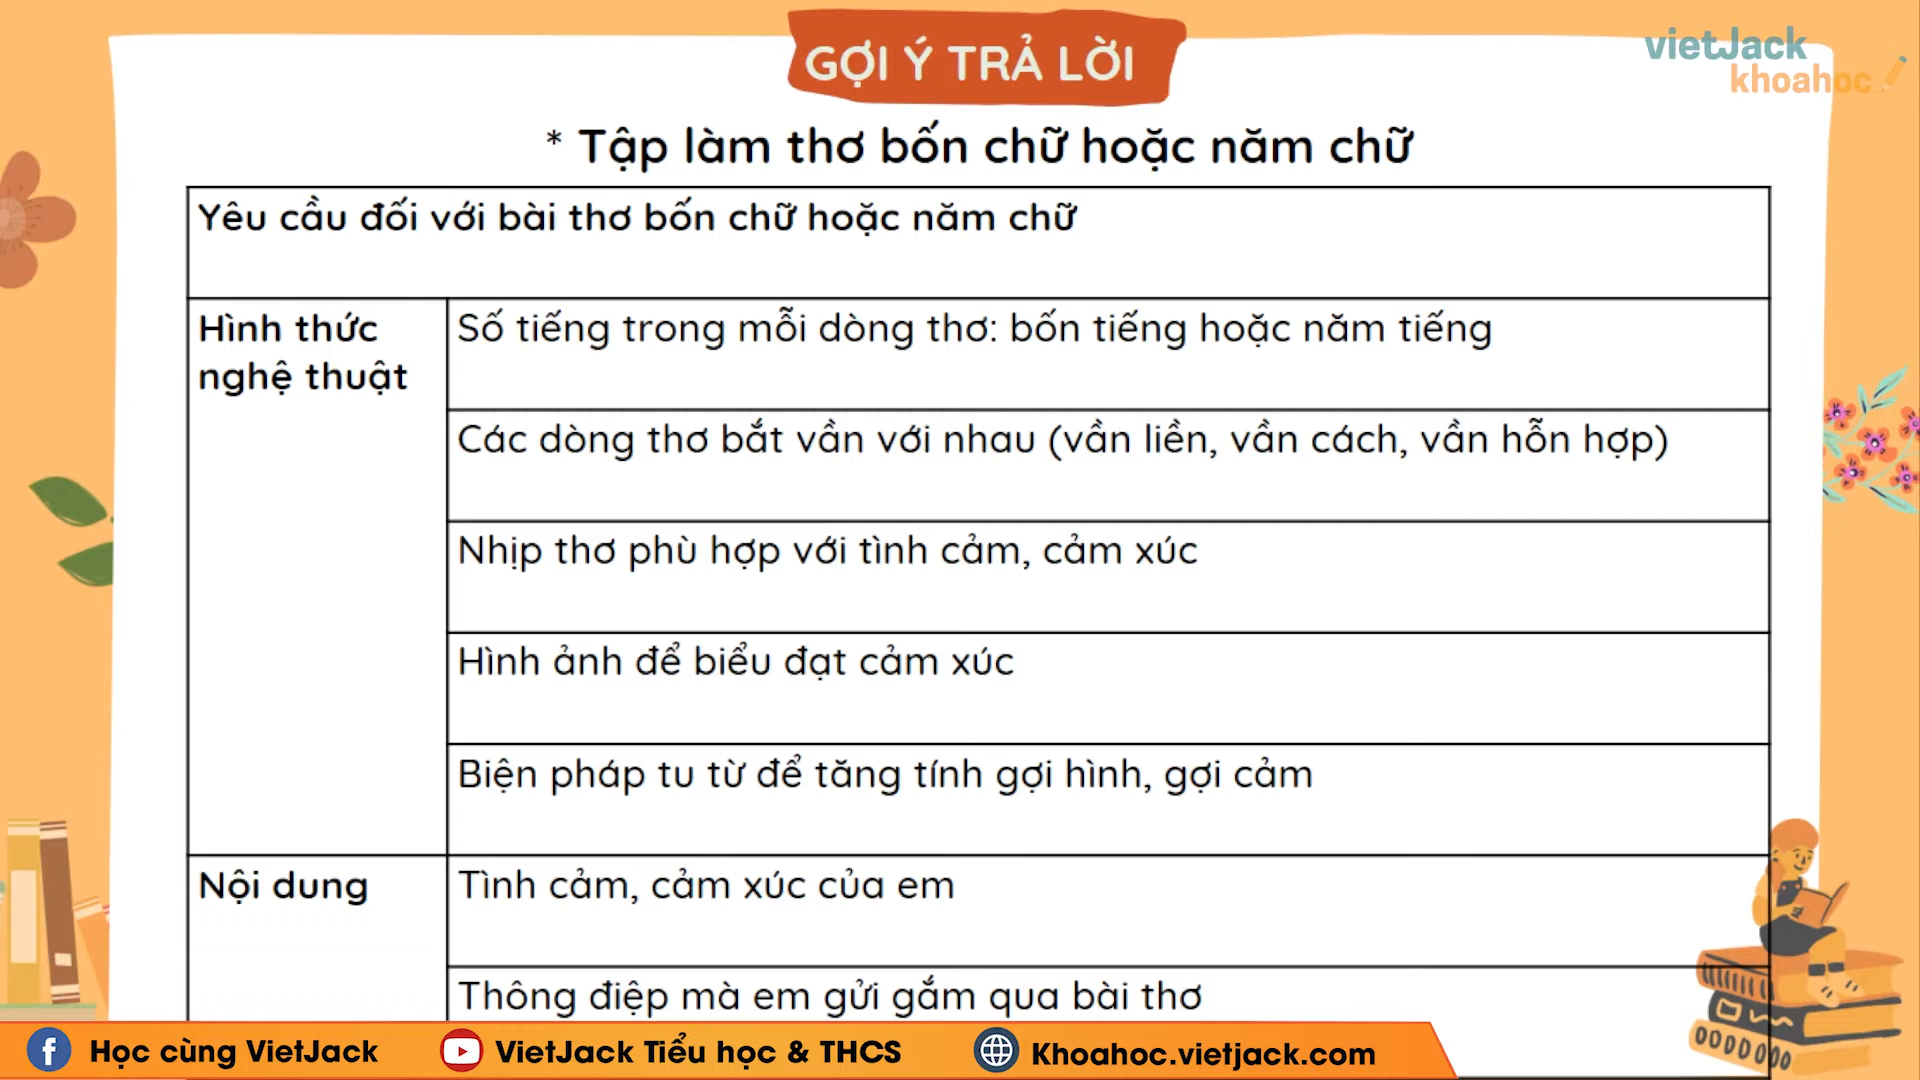 GỢI Ý TRẢ LỜI
vietJack
khoahoc
* Tập làm thơ bốn chữ hoặc năm chữ
Yêu cầu đối với bài thơ bốn chữ hoặc năm chữ
Hình thức
nghệ thuật
Số tiếng trong mỗi dòng thơ: bốn tiếng hoặc năm tiếng
Các dòng thơ bắt vần với nhau (vần liền, vần cách, vần hỗn hợp)
Nhịp thơ phù hợp với tình cảm, cảm xúc
Hình ảnh để biểu đạt cảm xúc
Biện pháp tu từ để tăng tính gợi hình, gợi cảm
Nội dung
Tình cảm, cảm xúc của em
Thông điệp mà em gửi gắm qua bài thơ
Học cùng VietJack
VietJack Tiểu học & THCS
Khoahoc.vietjack.com